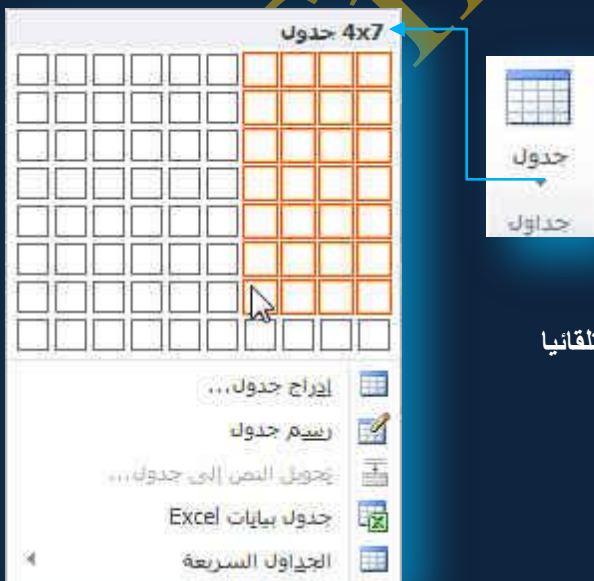 4x7 جدول
جدول
جداول
تلقائيا
إدراج جدول...
رسم جدول
تحويل النص إلى جدول...
جدول بيانات Excel
الجداول السريعة